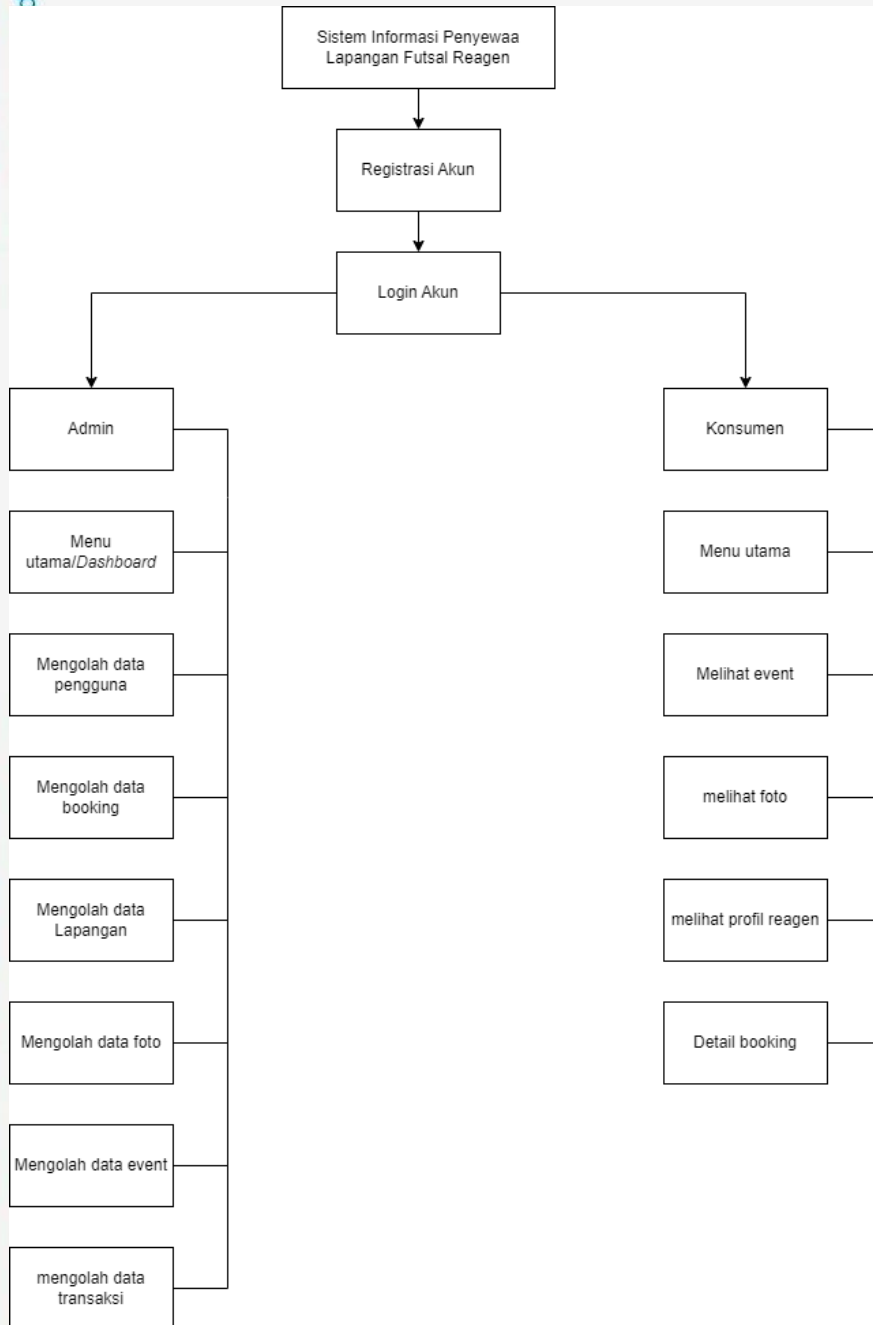 Sistem Informasi Penyewaa
Lapangan Futsal Reagen
Registrasi Akun
Login Akun
Admin
Menu
utama/Dashboard
Mengolah data
pengguna
Mengolah data
booking
Mengolah data
Lapangan
Mengolah data foto
Mengolah data event
mengolah data
transaksi
Konsumen
Menu utama
Melihat event
melihat foto
melihat profil reagen
Detail booking